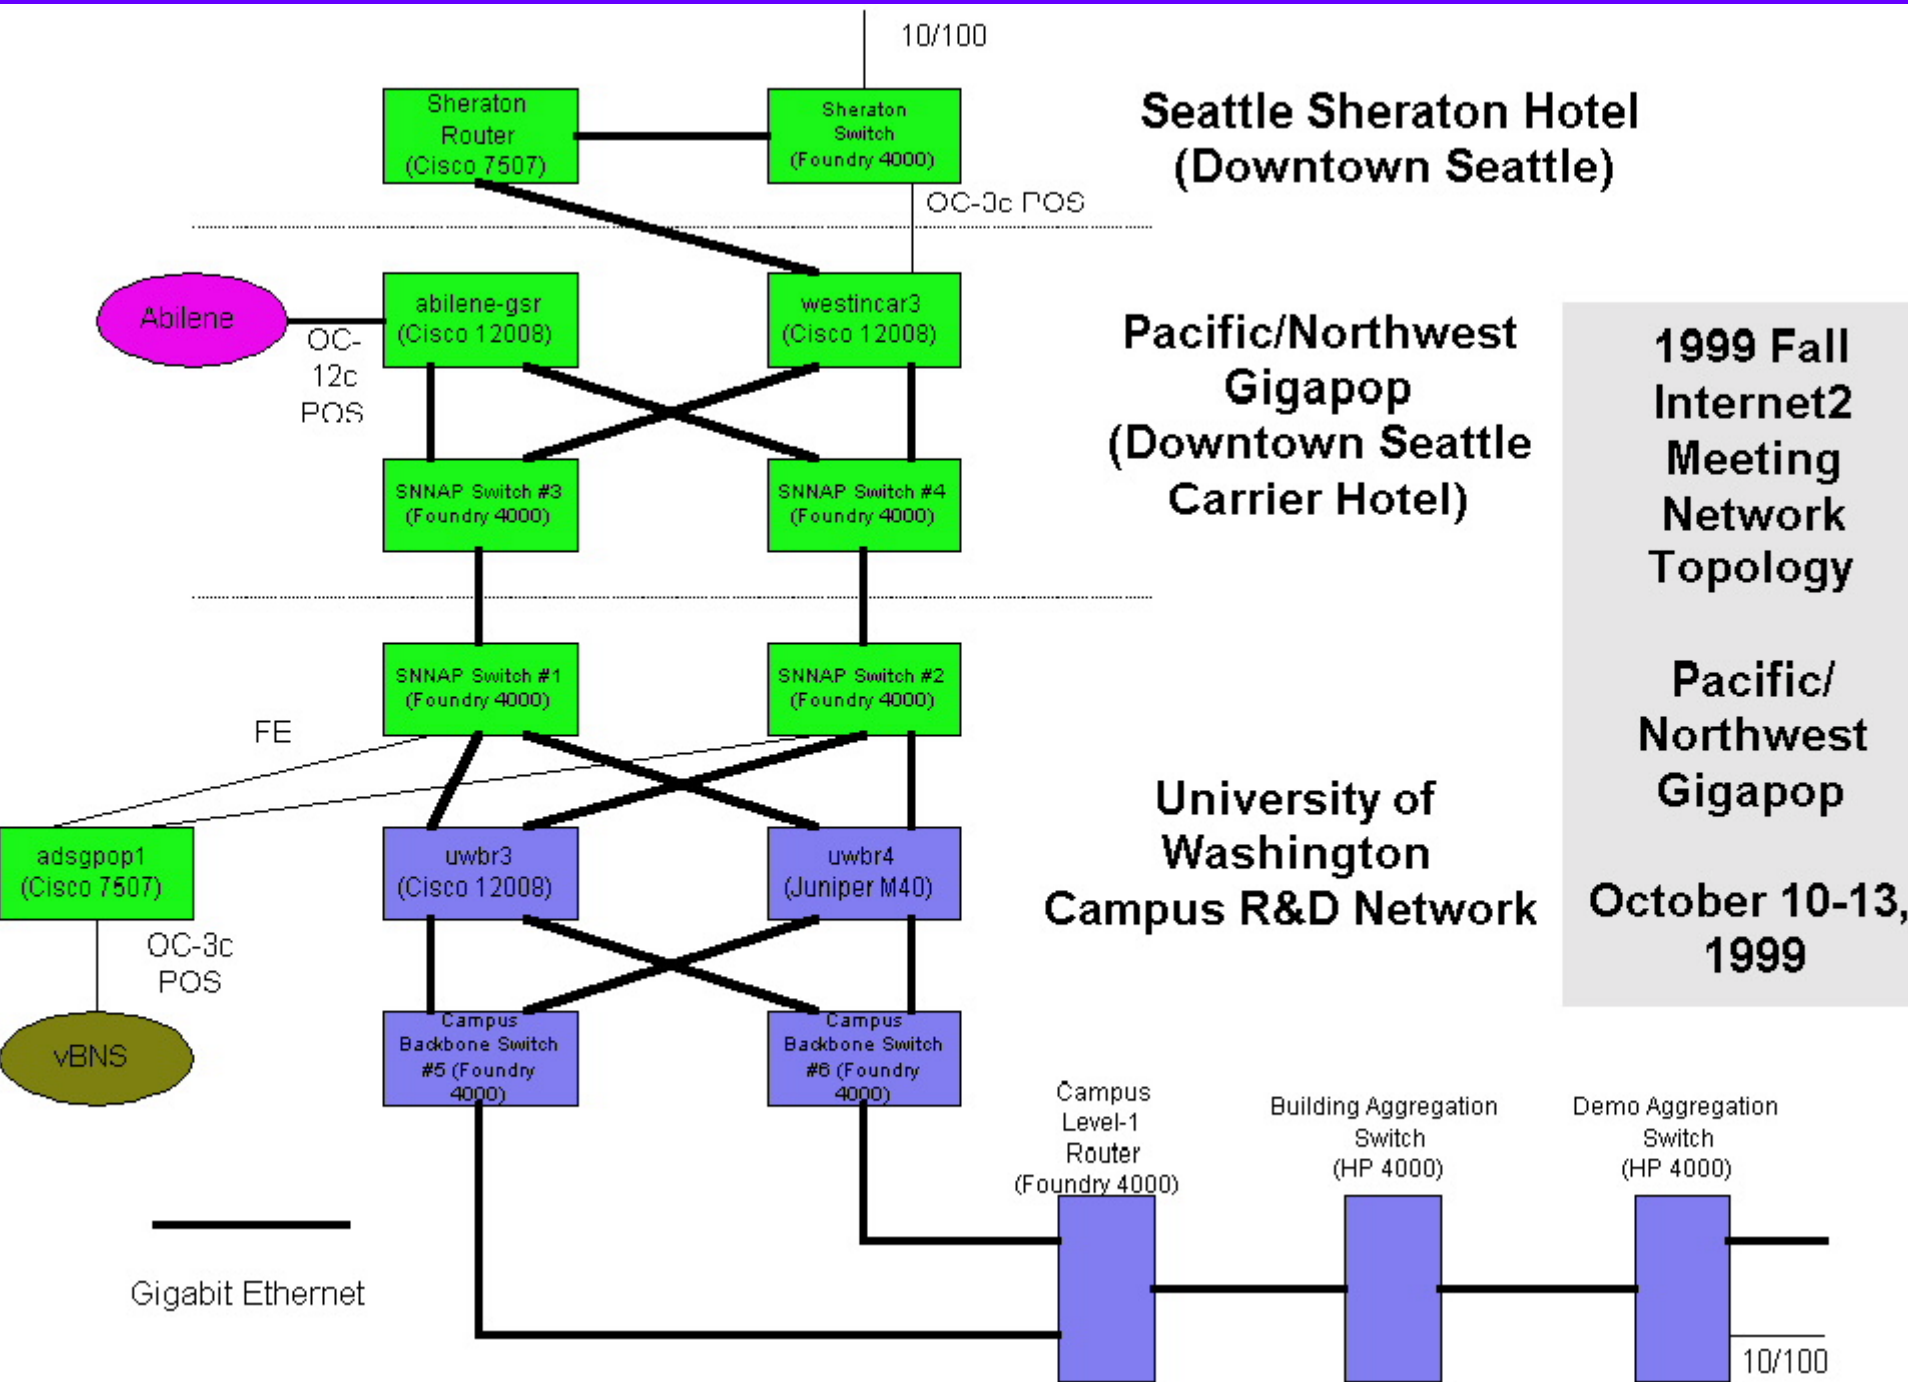 10/100
Sheraton
Router
(Cisco 7507)
Sheraton
Switch
(Foundry 4000)
Seattle Sheraton Hotel
(Downtown Seattle)
OC-3c POS
Abilene
OC-
12c
POS
abilene-gsr
(Cisco 12008)
westincar3
(Cisco 12008)
Pacific/Northwest
Gigapop
(Downtown Seattle
Carrier Hotel)
SNNAP Switch #3
(Foundry 4000)
SNNAP Switch #4
(Foundry 4000)
1999 Fall
Internet2
Meeting
Network
Topology
Pacific/
Northwest
Gigapop
October 10-13,
1999
SNNAP Switch #1
(Foundry 4000)
SNNAP Switch #2
(Foundry 4000)
FE
adsgpop1
(Cisco 7507)
uwbr3
(Cisco 12008)
uwbr4
(Juniper M40)
University of
Washington
Campus R&D Network
OC-3c
POS
vBNS
Campus
Backbone Switch
#5 (Foundry
4000)
Campus
Backbone Switch
#6 (Foundry
4000)
Campus
Level-1
Router
(Foundry 4000)
Building Aggregation
Switch
(HP 4000)
Demo Aggregation
Switch
(HP 4000)
Gigabit Ethernet
10/100